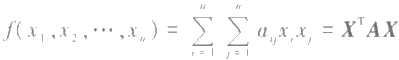 f(x₁, x₂, ⋯, xₙ) = ∑ᵢ₌₁ⁿ ∑ⱼ₌₁ⁿ aᵢⱼxᵢxⱼ = XᵀAX